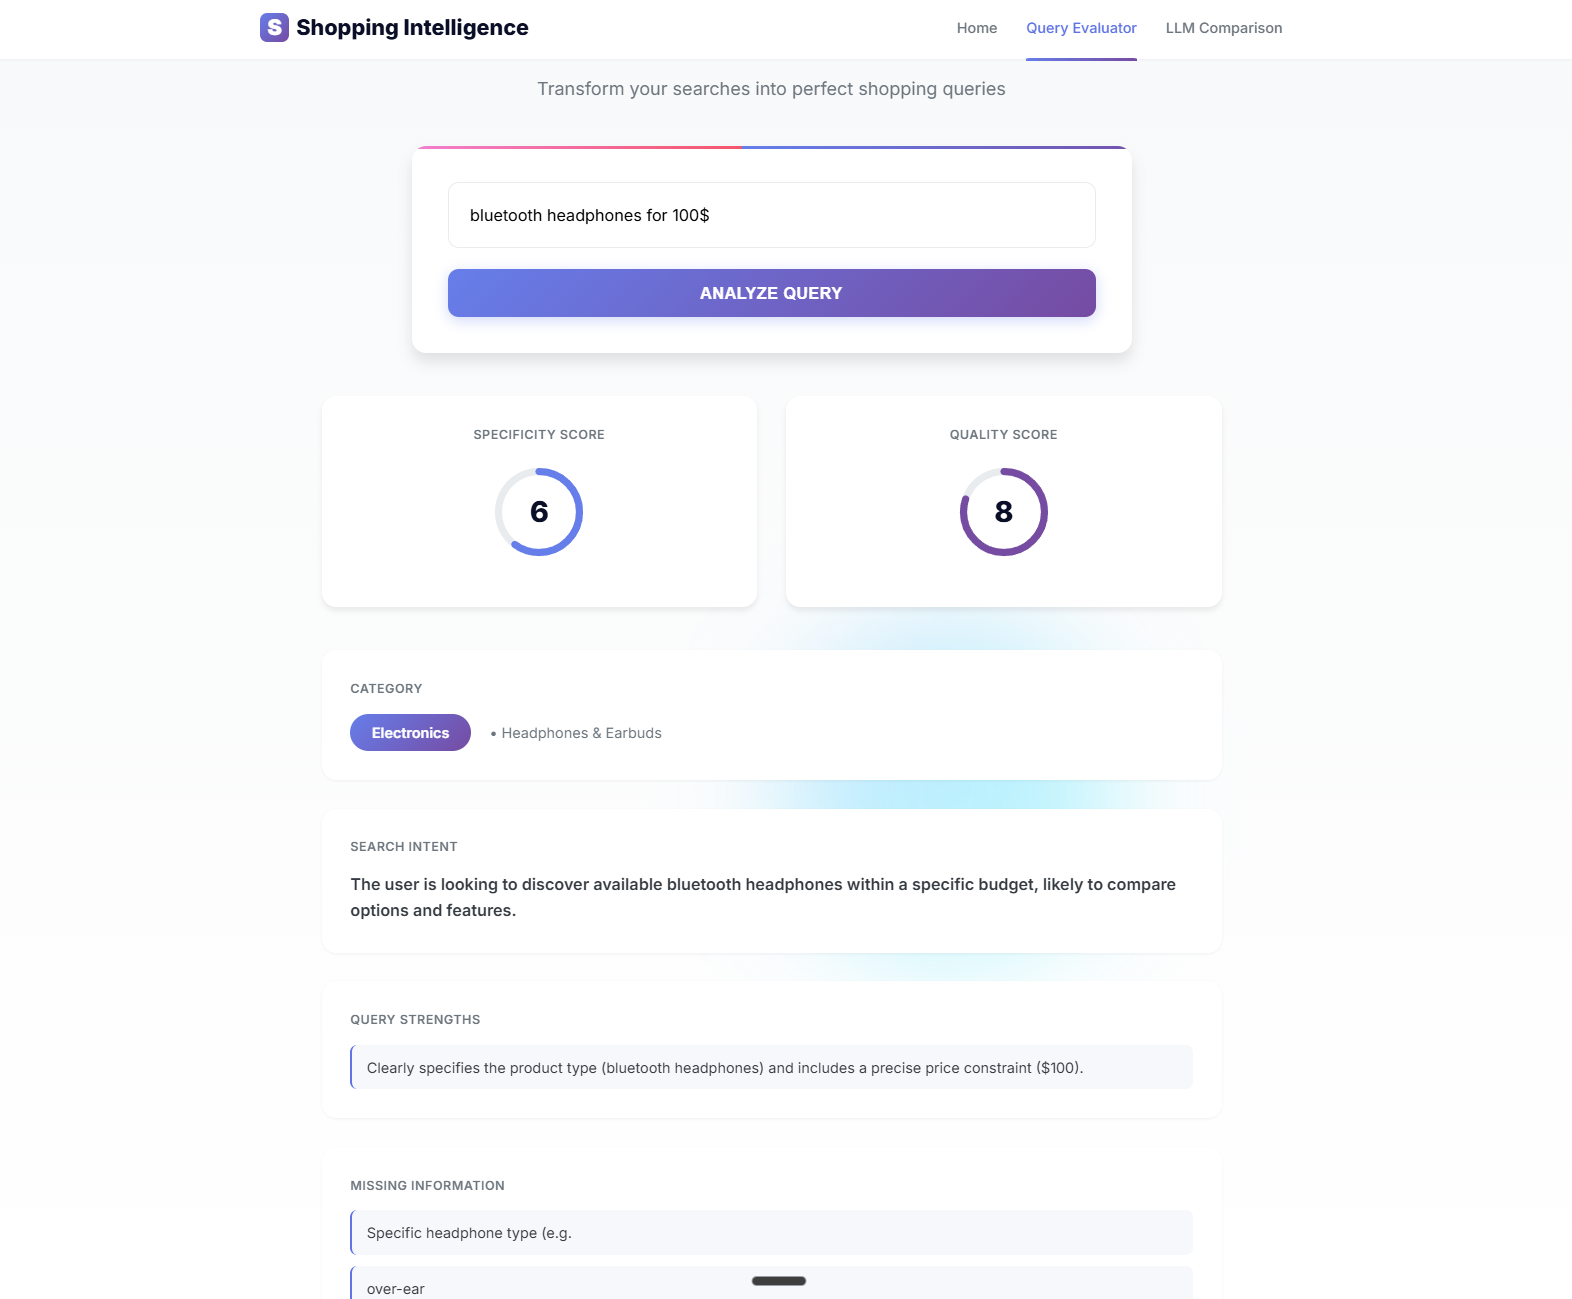 S Shopping Intelligence
Home
Query Evaluator
LLM Comparison
Transform your searches into perfect shopping queries
bluetooth headphones for 100$
ANALYZE QUERY
SPECIFICITY SCORE
6
QUALITY SCORE
8
CATEGORY
Electronics
• Headphones & Earbuds
SEARCH INTENT
The user is looking to discover available bluetooth headphones within a specific budget, likely to compare
options and features.
QUERY STRENGTHS
Clearly specifies the product type (bluetooth headphones) and includes a precise price constraint ($100).
MISSING INFORMATION
Specific headphone type (e.g.
over-ear